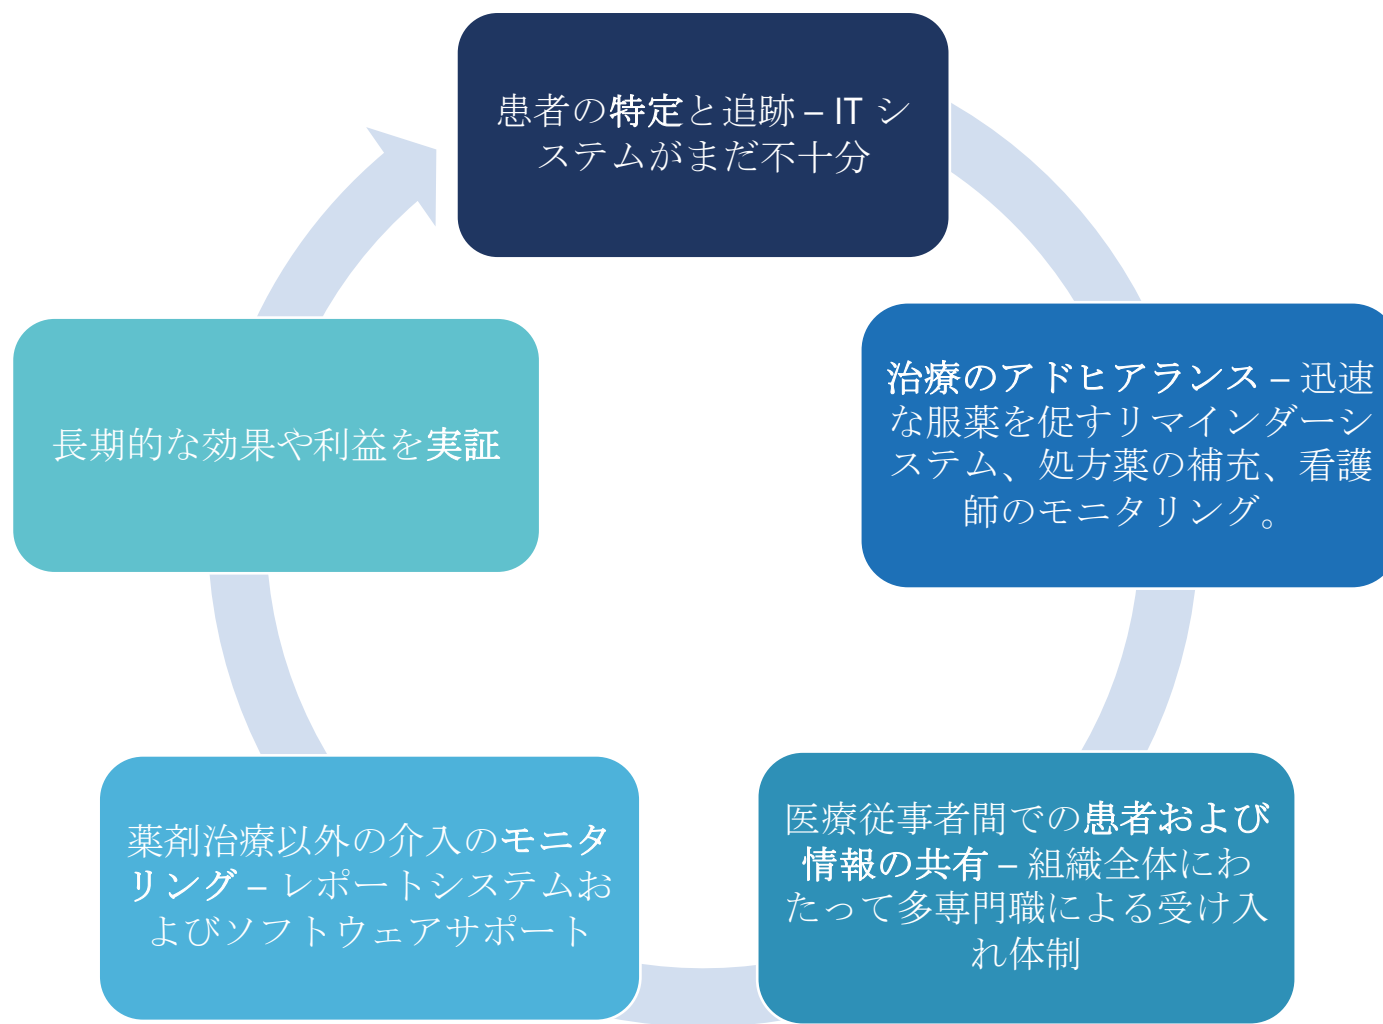 患者の特定と追跡 – IT シ
ステムがまだ不十分
治療のアドヒアランス – 迅速
な服薬を促すリマインダーシ
ステム、処方薬の補充、看護
師のモニタリング。
医療従事者間での患者および
情報の共有 – 組織全体にわ
たって多専門職による受け入
れ体制
薬剤治療以外の介入のモニタ
リング – レポートシステムお
よびソフトウェアサポート
長期的な効果や利益を実証